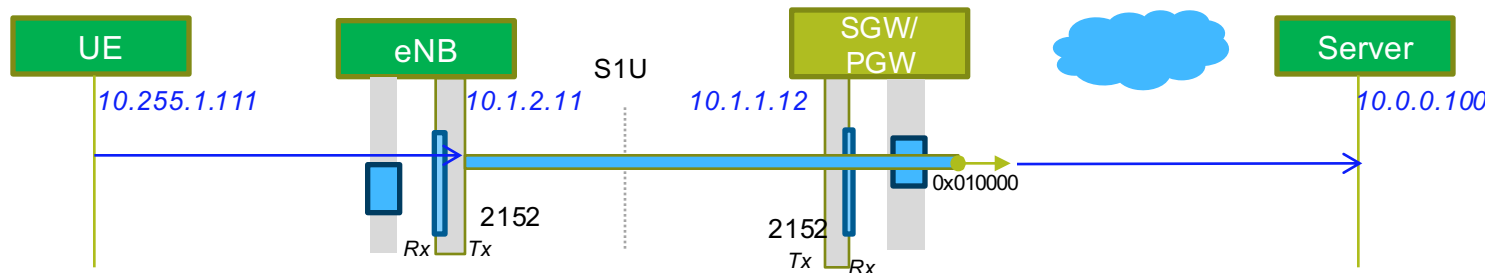 UE
eNB
SGW/
PGW
Server
S1U
10.255.1.111
10.1.2.11
10.1.1.12
10.0.0.100
0x010000
2152
2152
Rx
Tx
Tx
Rx